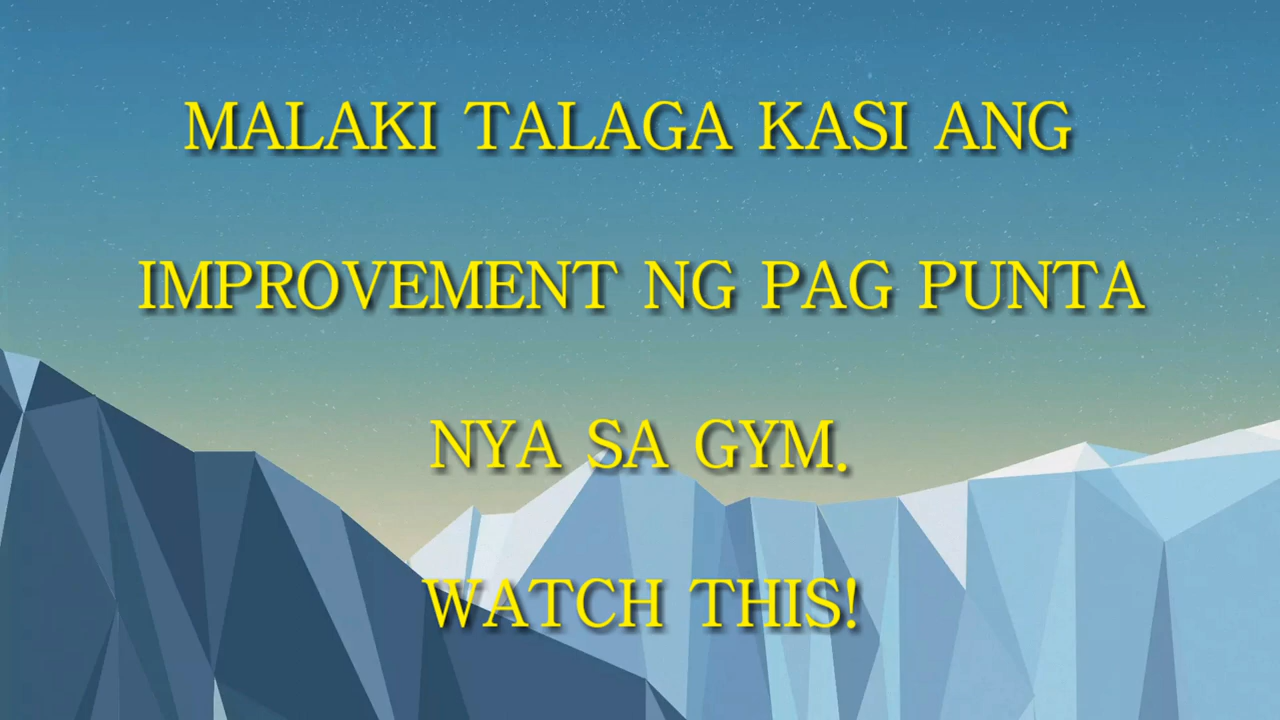 MALAKI TALAGA KASI ANG
IMPROVEMENT NG PAG PUNTA
NYA SA GYM.
WATCH THIS!